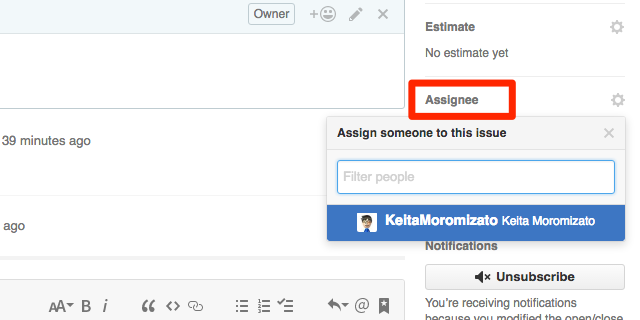 Owner
Estimate
No estimate yet
Assignee
Assign someone to this issue
39 minutes ago
Filter people
KeitaMoromizato Keita Moromizato
ago
Notifications
Unsubscribe
AA B i
You're receiving notifications
because you modified the open/close